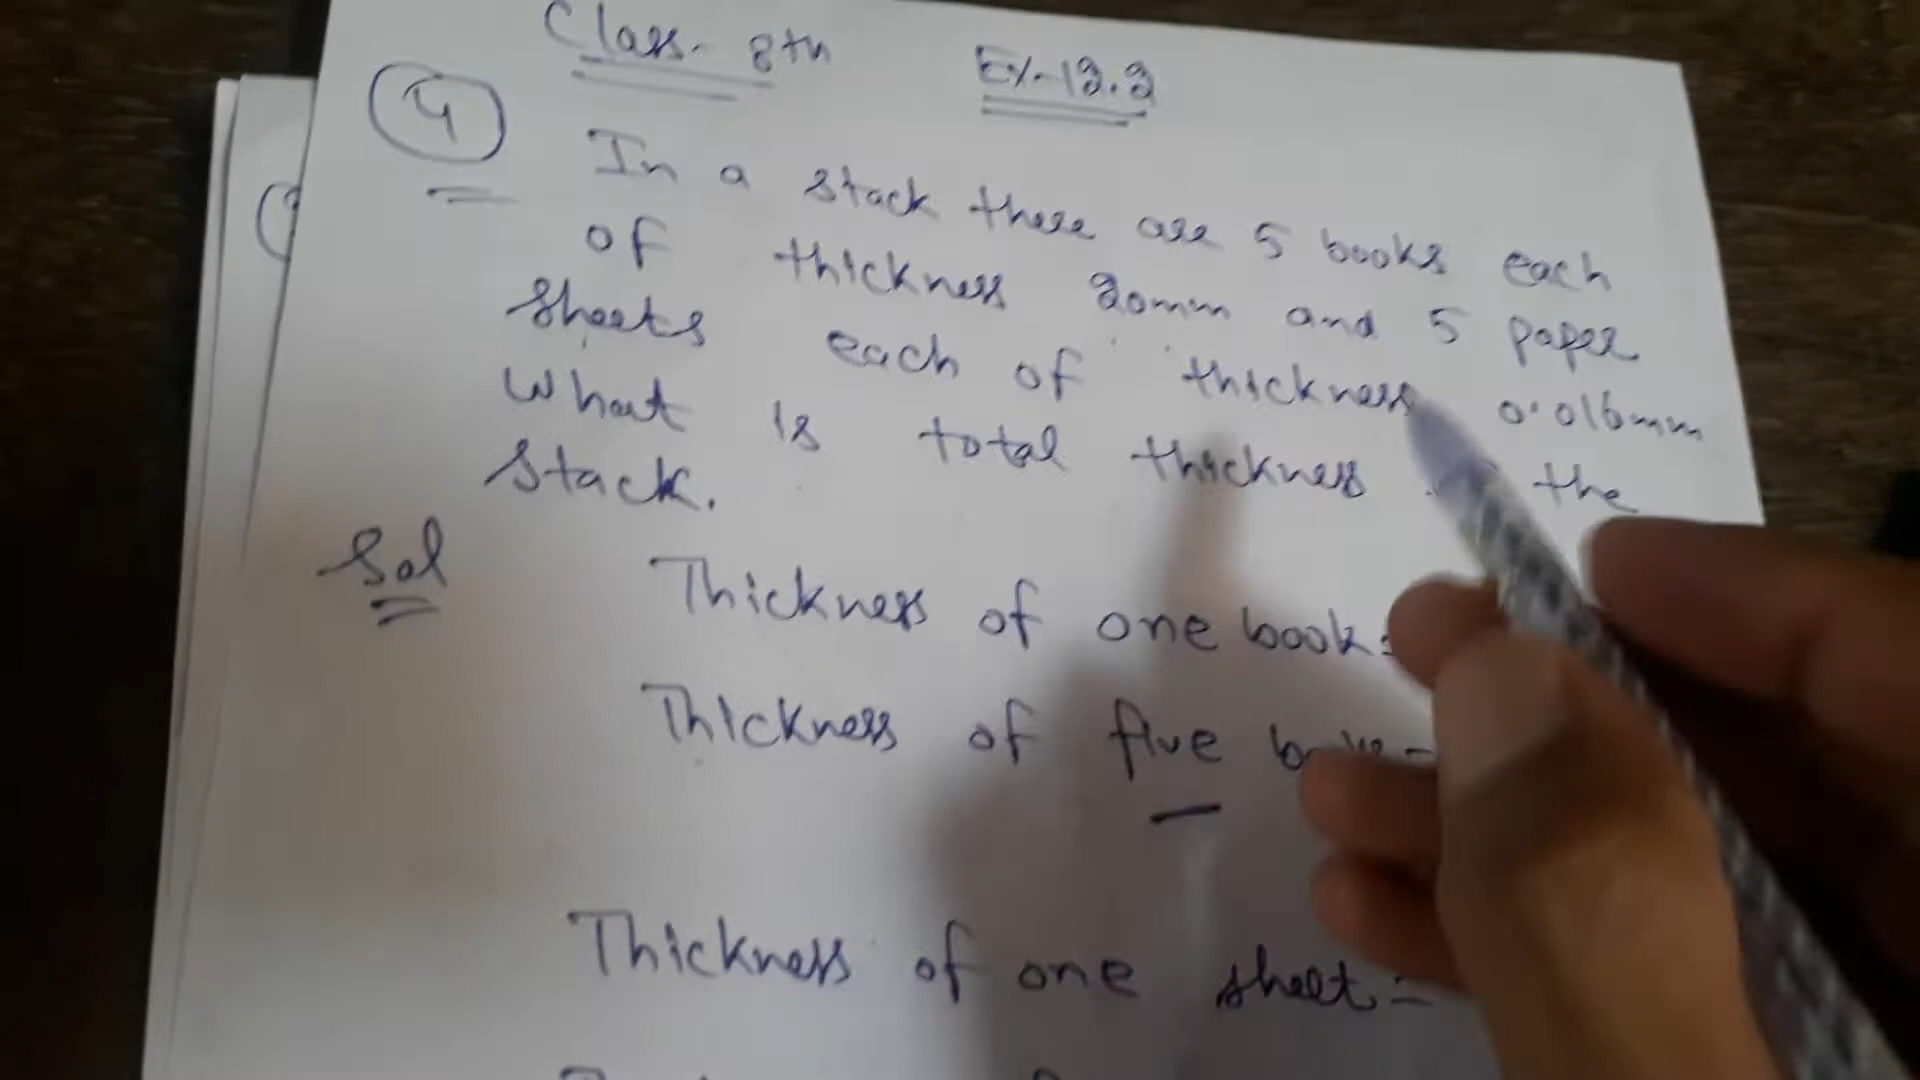 Class- 8th Ex-12.2
4
In a stack there are 5 books each
of thickness 20mm and 5 paper
sheets each of thickness 0.016mm
What is total thickness the
stack.
Sol
Thickness of one book =
Thickness of five
Thickness of one sheet =